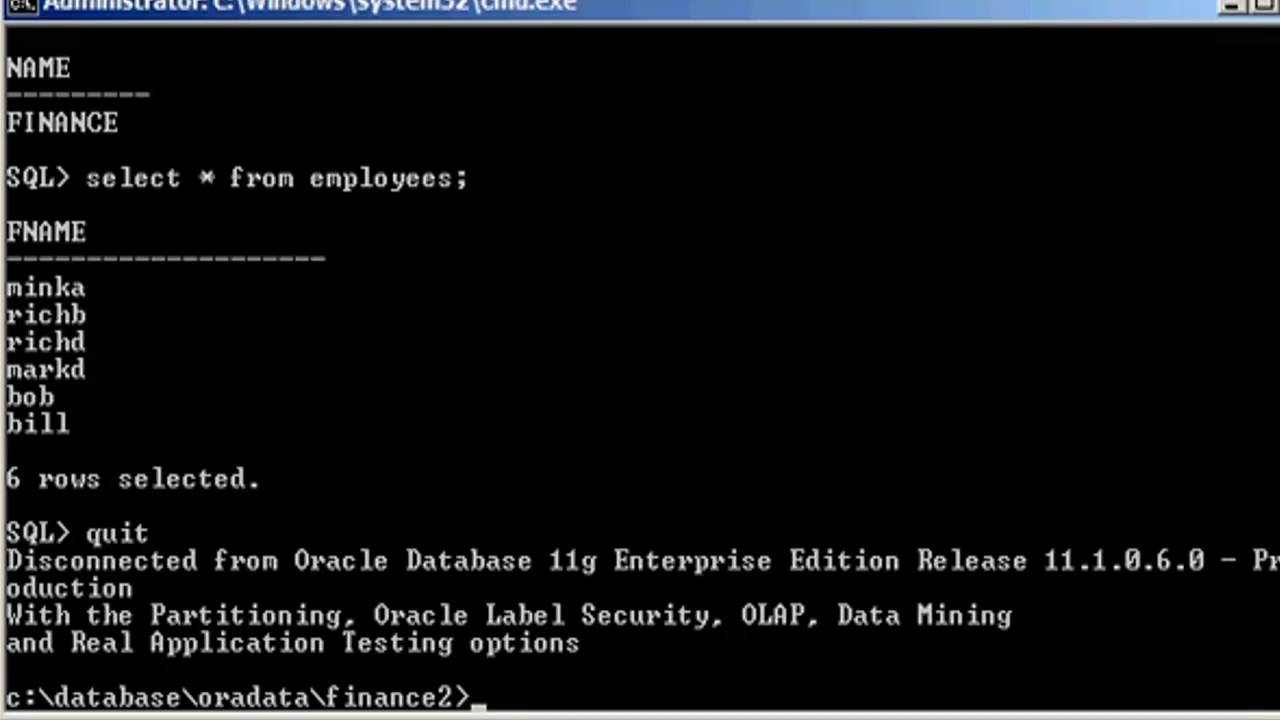 Administrator: C:\Windows\system32\cmd.exe
NAME
---------
FINANCE
SQL> select * from employees;
FNAME
--------------------
minka
richb
richd
markd
bob
bill
6 rows selected.
SQL> quit
Disconnected from Oracle Database 11g Enterprise Edition Release 11.1.0.6.0 - Pr
oduction
With the Partitioning, Oracle Label Security, OLAP, Data Mining
and Real Application Testing options
c:\database\oradata\finance2>_